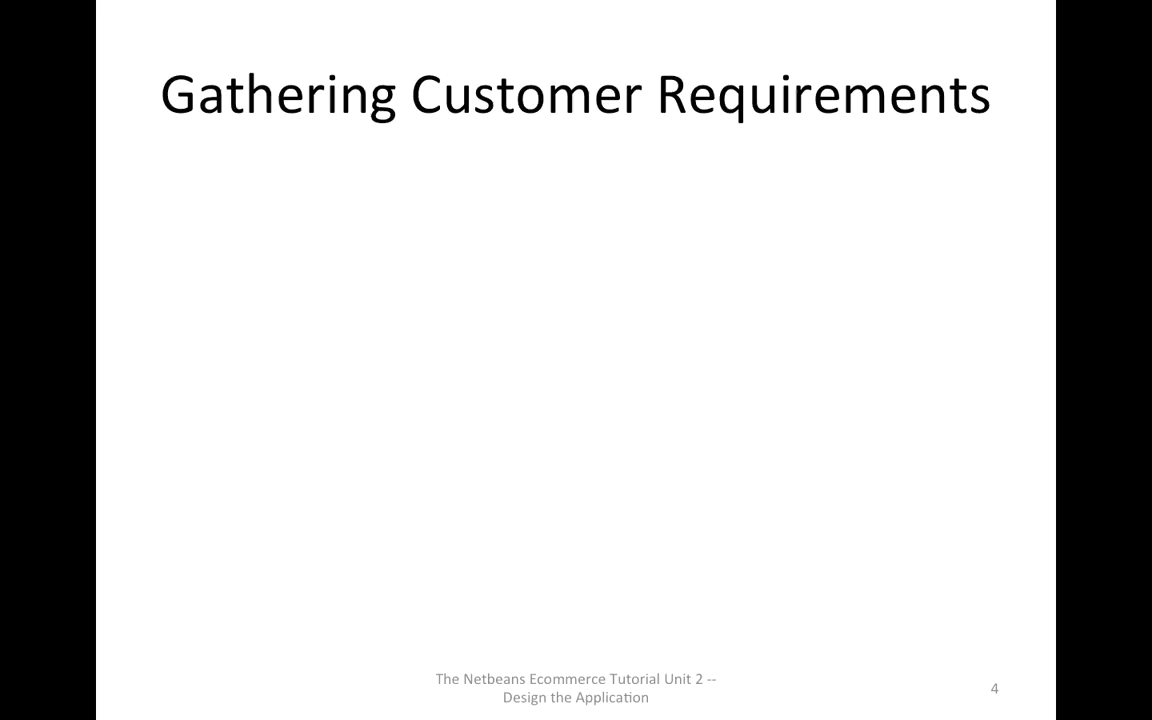 Gathering Customer Requirements
The Netbeans Ecommerce Tutorial Unit 2 --
Design the Application
4